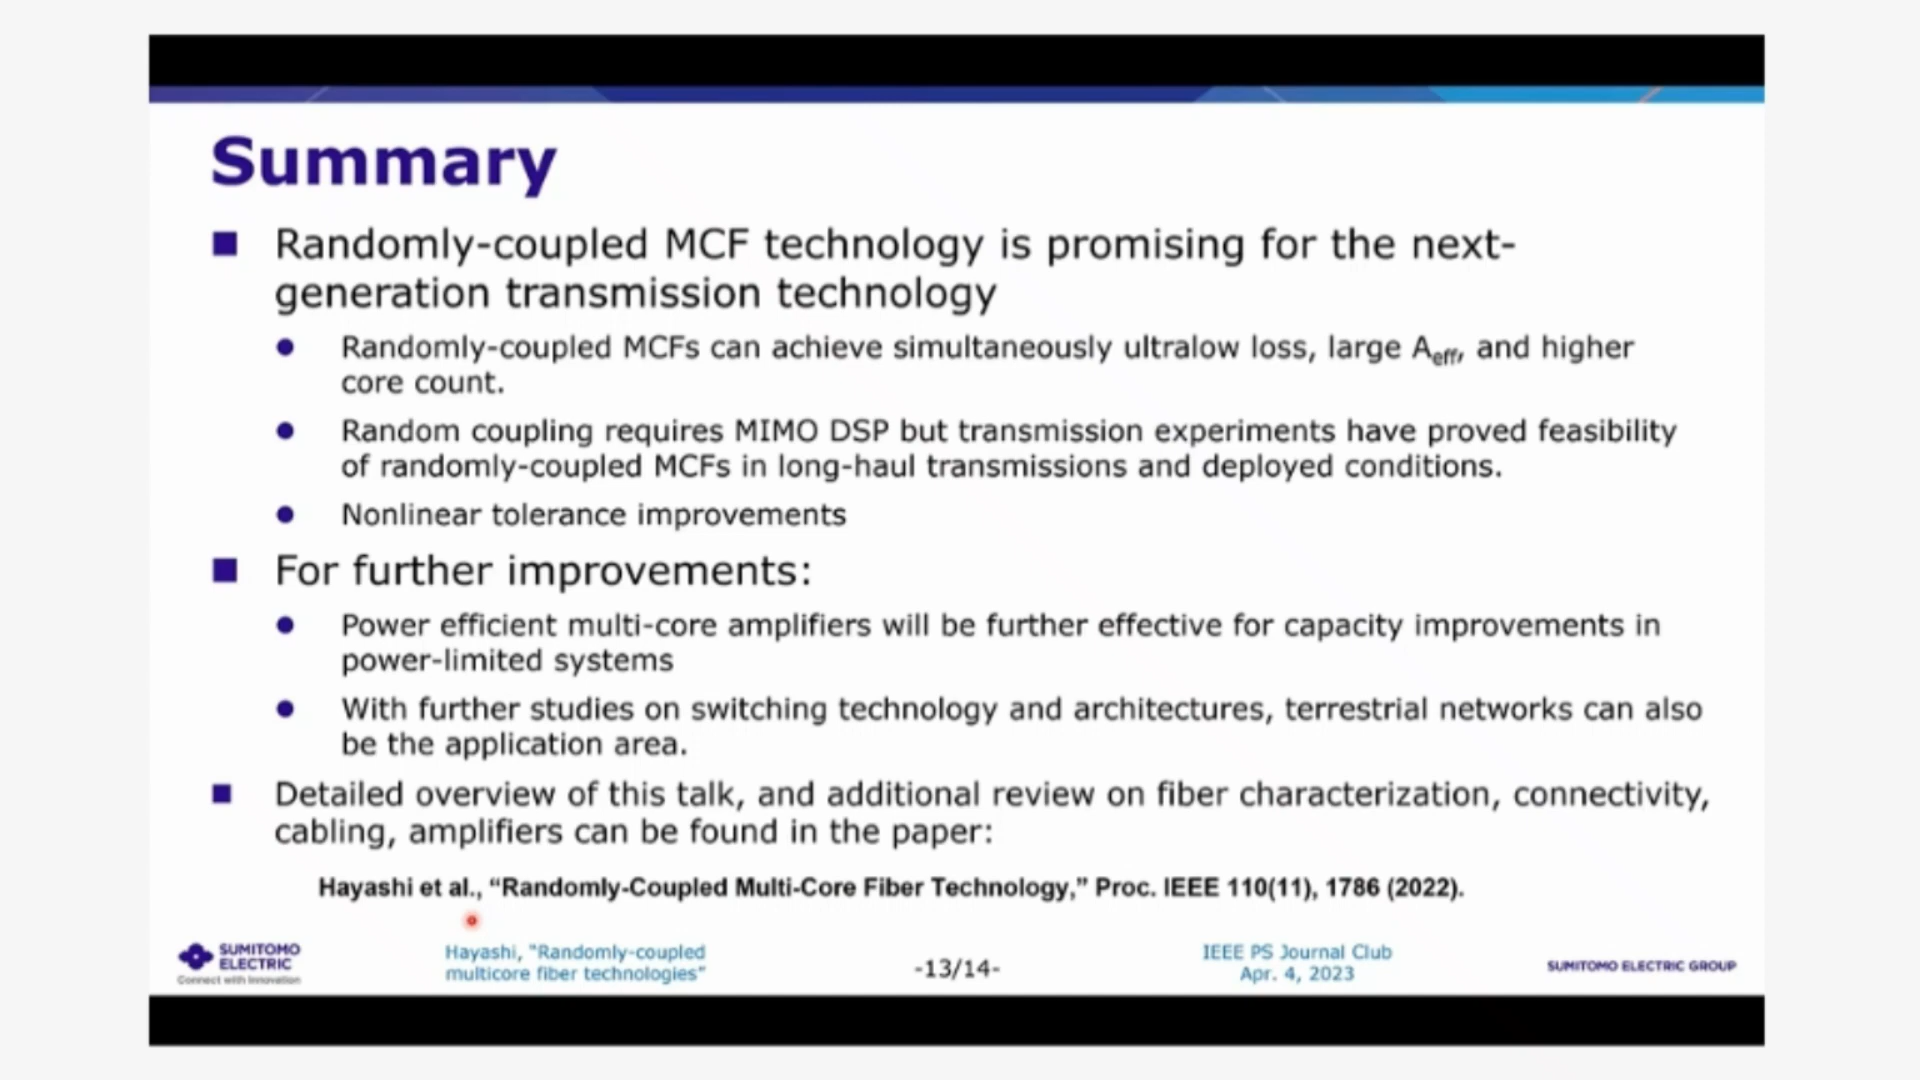 Summary
Randomly-coupled MCF technology is promising for the next-
generation transmission technology
Randomly-coupled MCFs can achieve simultaneously ultralow loss, large Aeff, and higher
core count.
Random coupling requires MIMO DSP but transmission experiments have proved feasibility
of randomly-coupled MCFs in long-haul transmissions and deployed conditions.
Nonlinear tolerance improvements
For further improvements:
Power efficient multi-core amplifiers will be further effective for capacity improvements in
power-limited systems
With further studies on switching technology and architectures, terrestrial networks can also
be the application area.
Detailed overview of this talk, and additional review on fiber characterization, connectivity,
cabling, amplifiers can be found in the paper:
Hayashi et al., “Randomly-Coupled Multi-Core Fiber Technology,” Proc. IEEE 110(11), 1786 (2022).
SUMITOMO
ELECTRIC
Connect with Innovation
Hayashi, "Randomly-coupled
multicore fiber technologies"
-13/14-
IEEE PS Journal Club
Apr. 4, 2023
SUMITOMO ELECTRIC GROUP